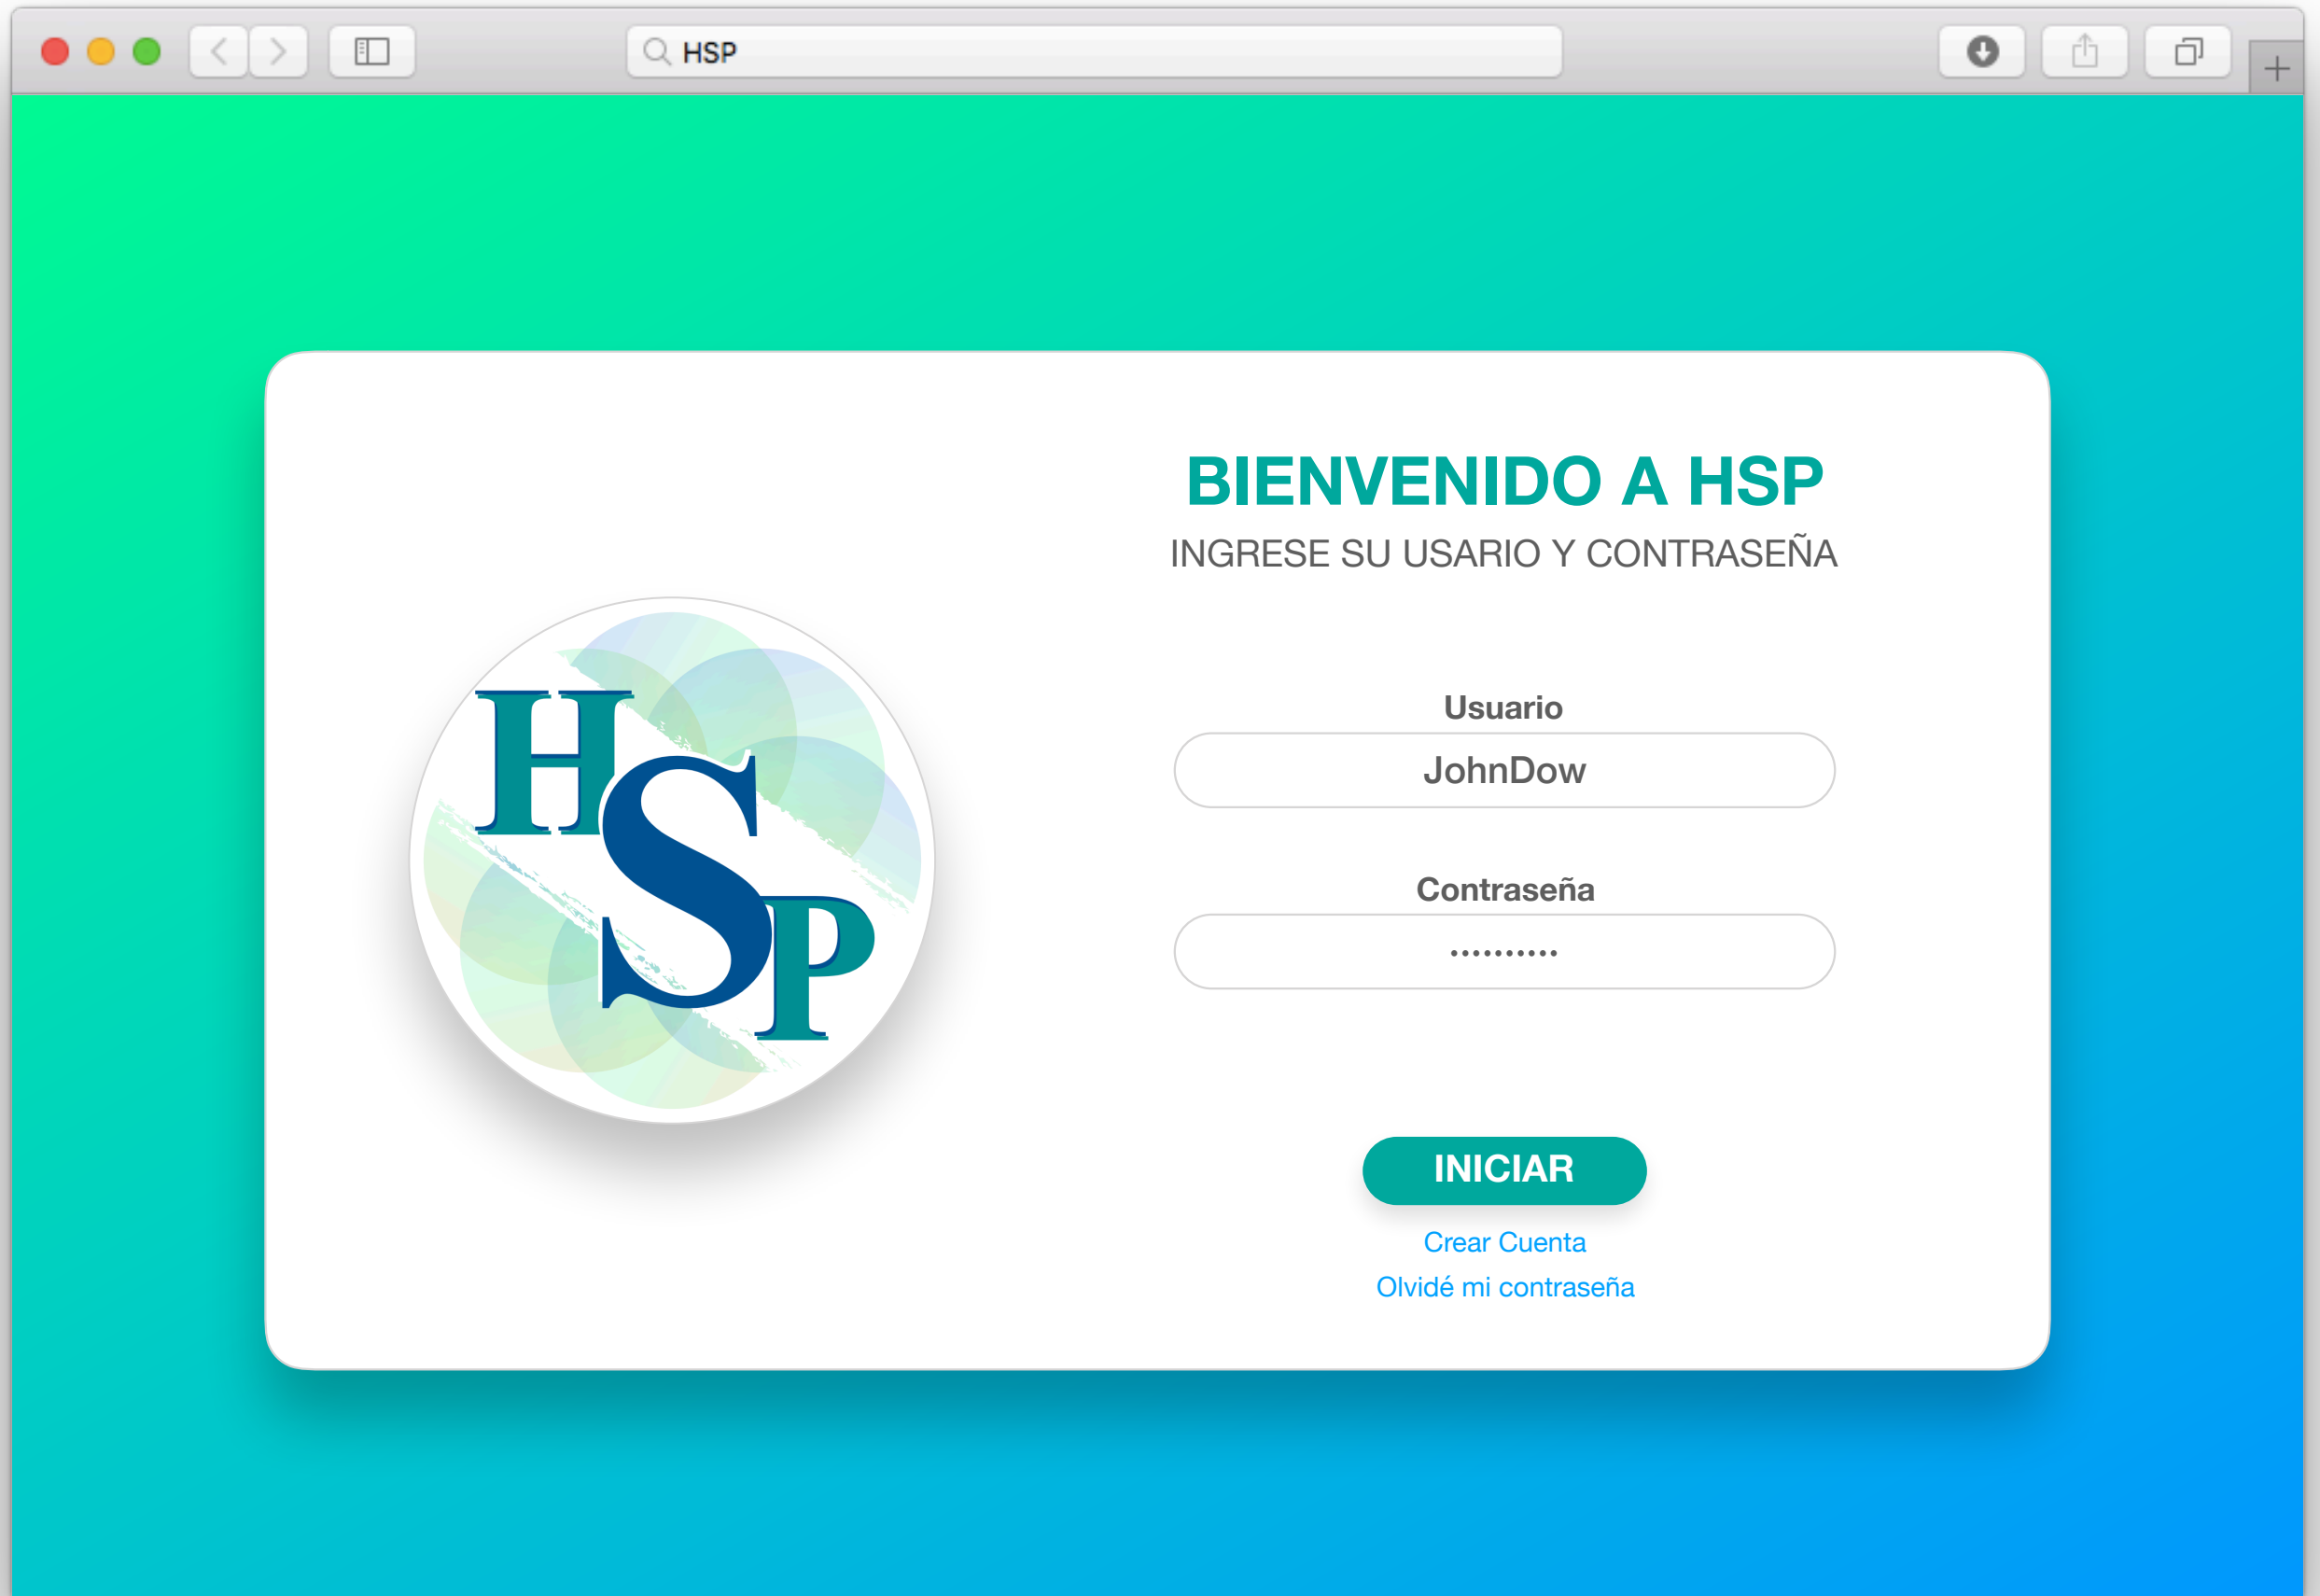 HSP
BIENVENIDO A HSP
INGRESE SU USARIO Y CONTRASEÑA
HSP
Usuario
JohnDow
Contraseña
••••••••••
INICIAR
Crear Cuenta
Olvidé mi contraseña